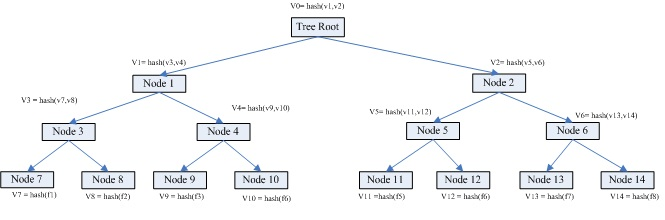 V0= hash(v1,v2)
Tree Root
V1= hash(v3,v4)
V2= hash(v5,v6)
Node 1
Node 2
V3 = hash(v7,v8)
V4= hash(v9,v10)
V5= hash(v11,v12)
V6= hash(v13,v14)
Node 3
Node 4
Node 5
Node 6
Node 7
Node 8
Node 9
Node 10
Node 11
Node 12
Node 13
Node 14
V7 = hash(f1)
V8 = hash(f2)
V9 = hash(f3)
V10 = hash(f6)
V11 = hash(f5)
V12 = hash(f6)
V13 = hash(f7)
V14 = hash(f8)